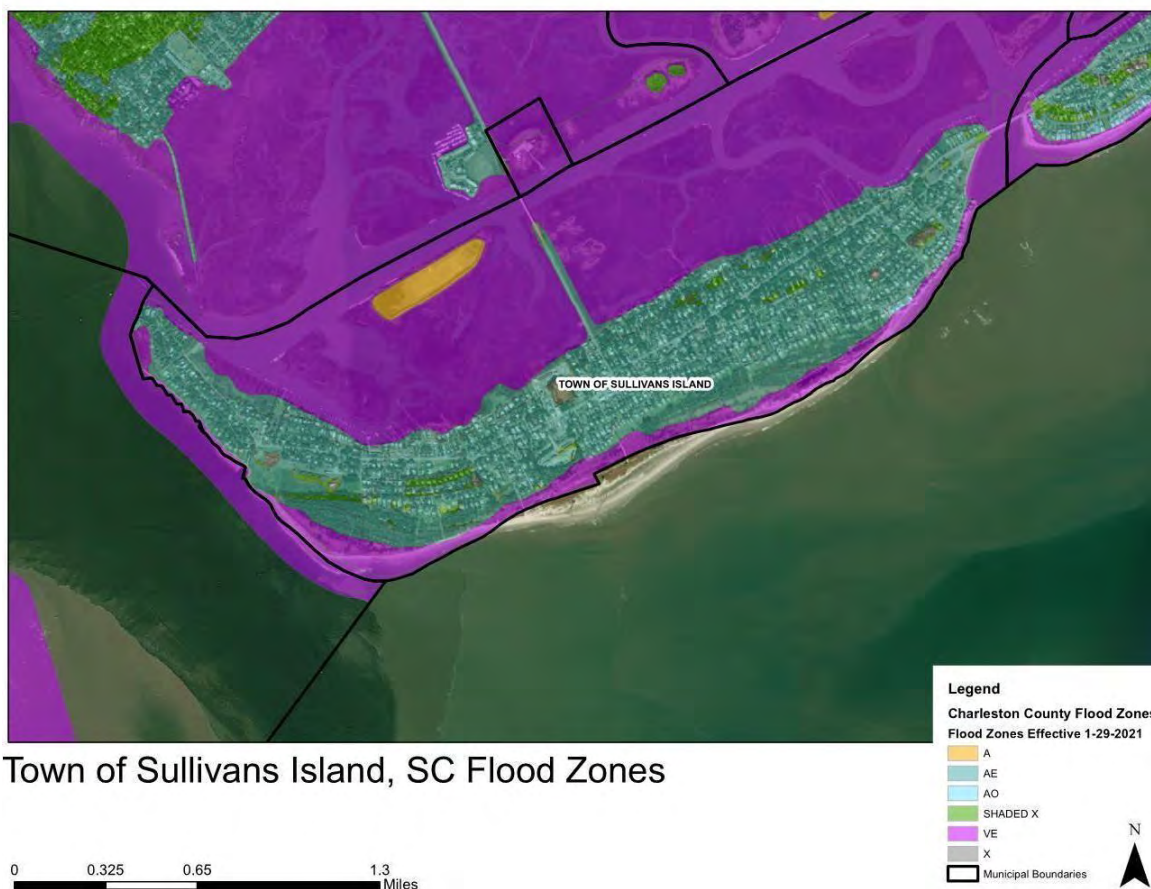 TOWN OF SULLIVANS ISLAND
Legend
Charleston County Flood Zones
Flood Zones Effective 1-29-2021
A
AE
AO
SHADED X
VE
X
Municipal Boundaries
N
Town of Sullivans Island, SC Flood Zones
0 0.325 0.65 1.3
Miles